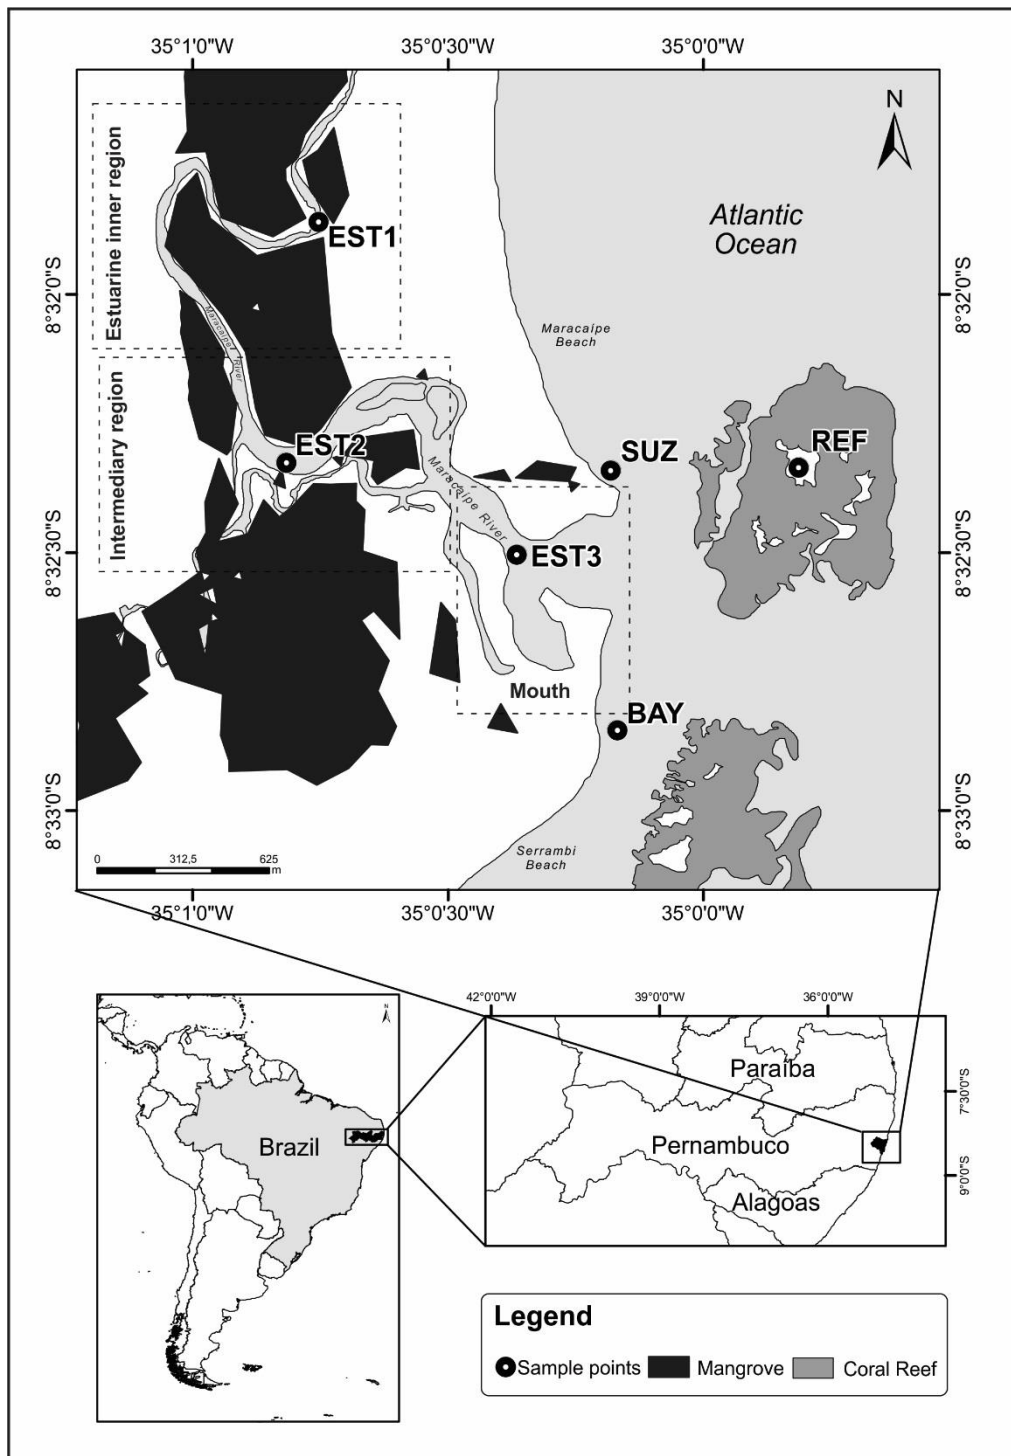 35°1'0"W
35°0'30"W
35°0'0"W
N
Estuarine inner region
EST1
Atlantic
Ocean
8°32'0"S
8°32'0"S
Maracaípe
Beach
Maracaípe
River
Intermediary region
EST2
SUZ
REF
Maracaípe River
EST3
8°32'30"S
8°32'30"S
Mouth
BAY
8°33'0"S
8°33'0"S
Serrambi
Beach
0 312,5 625
m
35°1'0"W
35°0'30"W
35°0'0"W
N
Brazil
42°0'0"W
39°0'0"W
36°0'0"W
Paraíba
7°30'0"S
Pernambuco
9°0'0"S
Alagoas
Legend
Sample points
Mangrove
Coral Reef